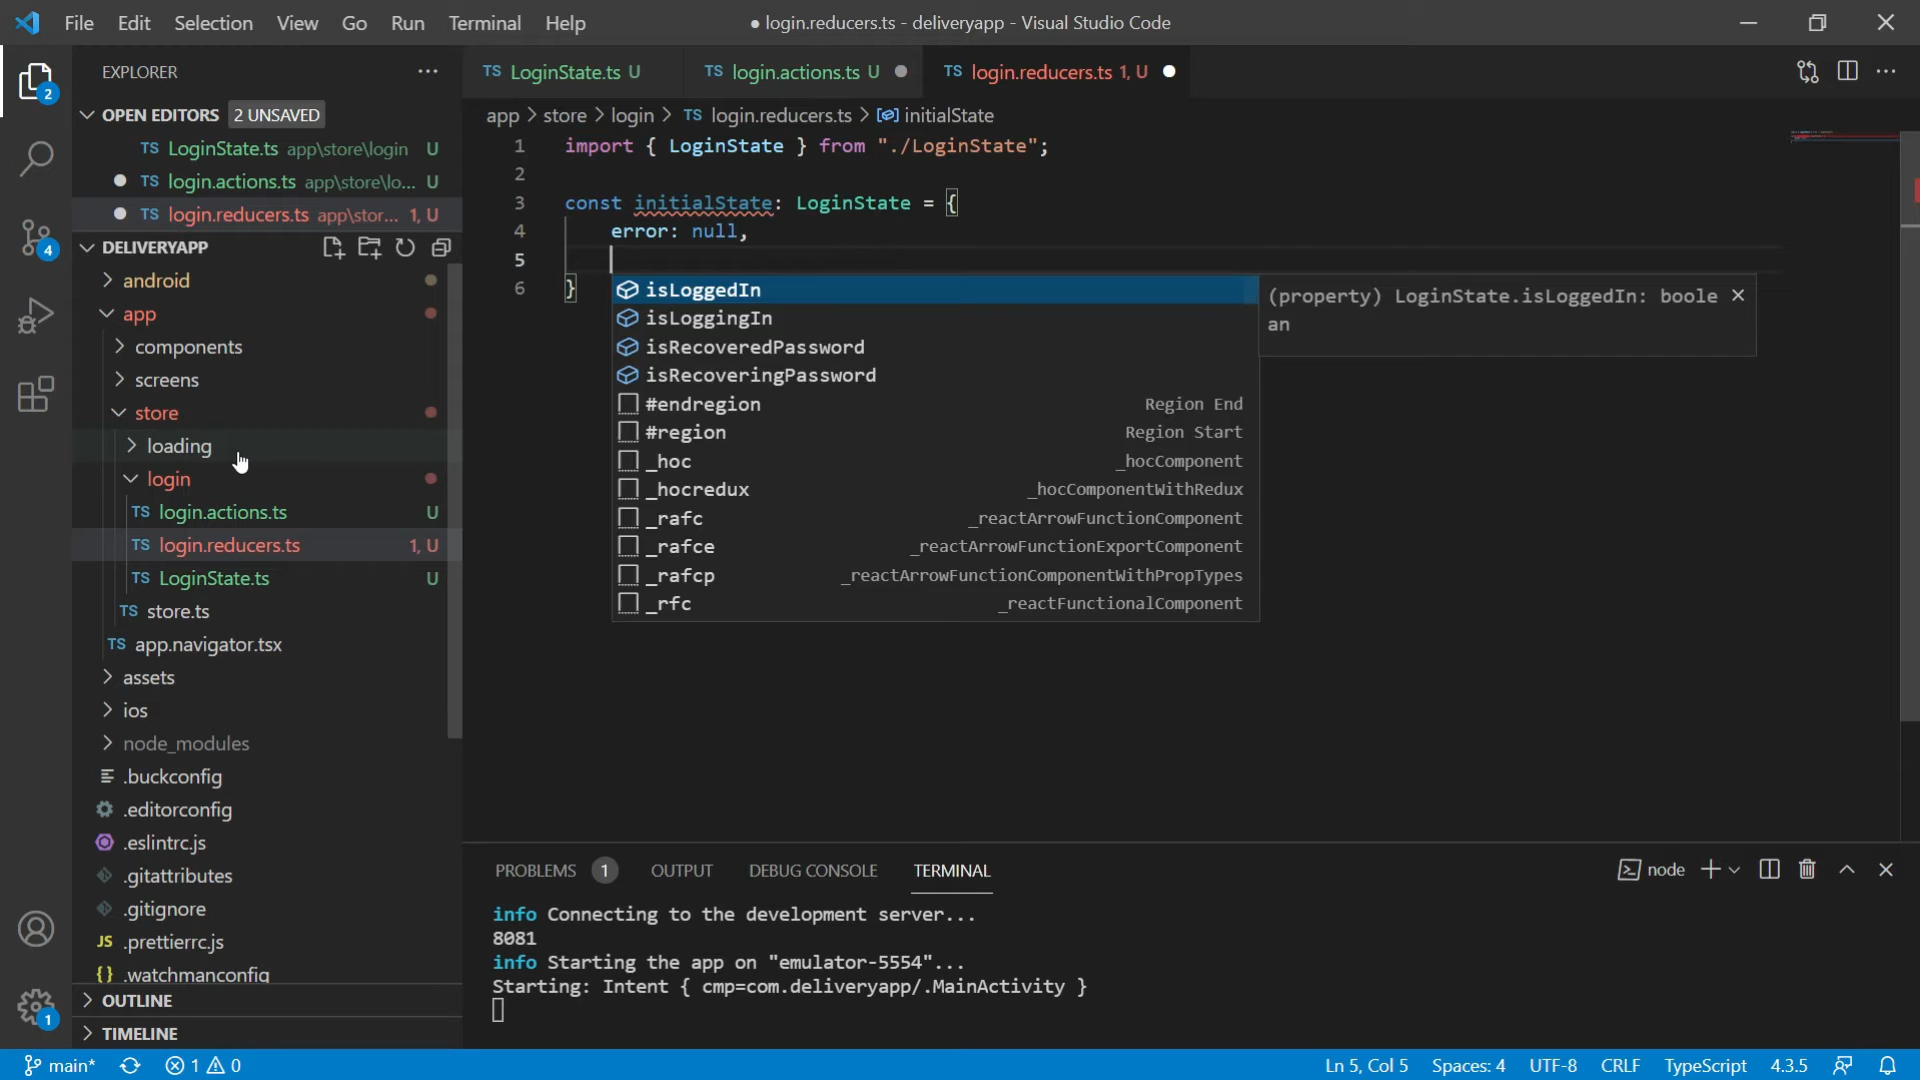 File Edit Selection View Go Run Terminal Help
● login.reducers.ts - deliveryapp - Visual Studio Code
EXPLORER
TS LoginState.ts U
TS login.actions.ts U
TS login.reducers.ts 1, U
2
OPEN EDITORS 2 UNSAVED
TS LoginState.ts app\store\login U
TS login.actions.ts app\store\lo... U
TS login.reducers.ts app\stor... 1, U
DELIVERYAPP
4
android
app
components
screens
store
loading
login
TS login.actions.ts U
TS login.reducers.ts 1, U
TS LoginState.ts U
TS store.ts
TS app.navigator.tsx
assets
ios
node_modules
.buckconfig
.editorconfig
.eslintrc.js
.gitattributes
.gitignore
JS .prettierrc.js
{} .watchmanconfig
OUTLINE
TIMELINE
1
app > store > login > TS login.reducers.ts > initialState
1 import { LoginState } from "./LoginState";
2
3 const initialState: LoginState = {
4 error: null,
5
6 }
isLoggedIn
isLoggingIn
isRecoveredPassword
isRecoveringPassword
#endregion Region End
#region Region Start
_hoc _hocComponent
_hocredux _hocComponentWithRedux
_rafc _reactArrowFunctionComponent
_rafce _reactArrowFunctionExportComponent
_rafcp _reactArrowFunctionComponentWithPropTypes
_rfc _reactFunctionalComponent
(property) LoginState.isLoggedIn: boole
an
PROBLEMS 1 OUTPUT DEBUG CONSOLE TERMINAL
node
info Connecting to the development server...
8081
info Starting the app on "emulator-5554"...
Starting: Intent { cmp=com.deliveryapp/.MainActivity }
main* 1 0
Ln 5, Col 5 Spaces: 4 UTF-8 CRLF TypeScript 4.3.5